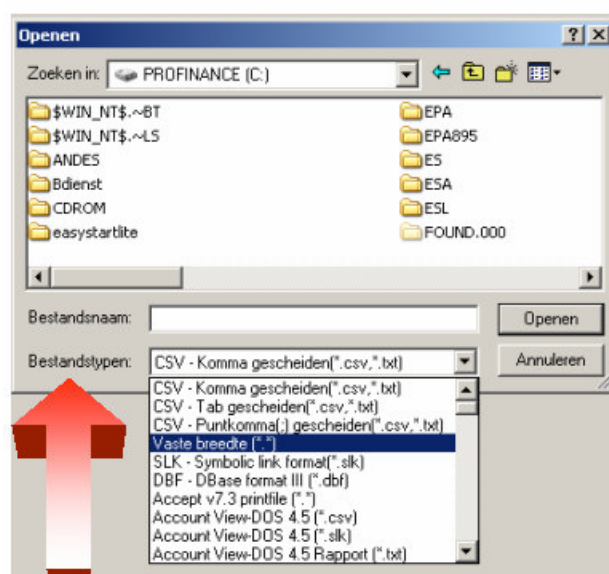 Openen
Zoeken in: PROFINANCE (C:)
$WIN_NT$.~BT
$WIN_NT$.~LS
ANDES
Bdienst
CDROM
easystartlite
EPA
EPA895
ES
ESA
ESL
FOUND.000
Bestandsnaam:
Openen
Bestandstypen: CSV - Komma gescheiden(*.csv,*.txt)
Annuleren
CSV - Komma gescheiden(*.csv,*.txt)
CSV - Tab gescheiden(*.csv,*.txt)
CSV - Puntkomma(;) gescheiden(*.csv,*.txt)
Vaste breedte (*.*)
SLK - Symbolic link format(*.slk)
DBF - DBase format III (*.dbf)
Accept v7.3 printfile (*.*)
Account View-DOS 4.5 (*.csv)
Account View-DOS 4.5 (*.slk)
Account View-DOS 4.5 Rapport (*.txt)